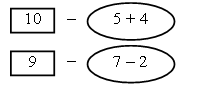 10 – 5 + 4
9 – 7 – 2